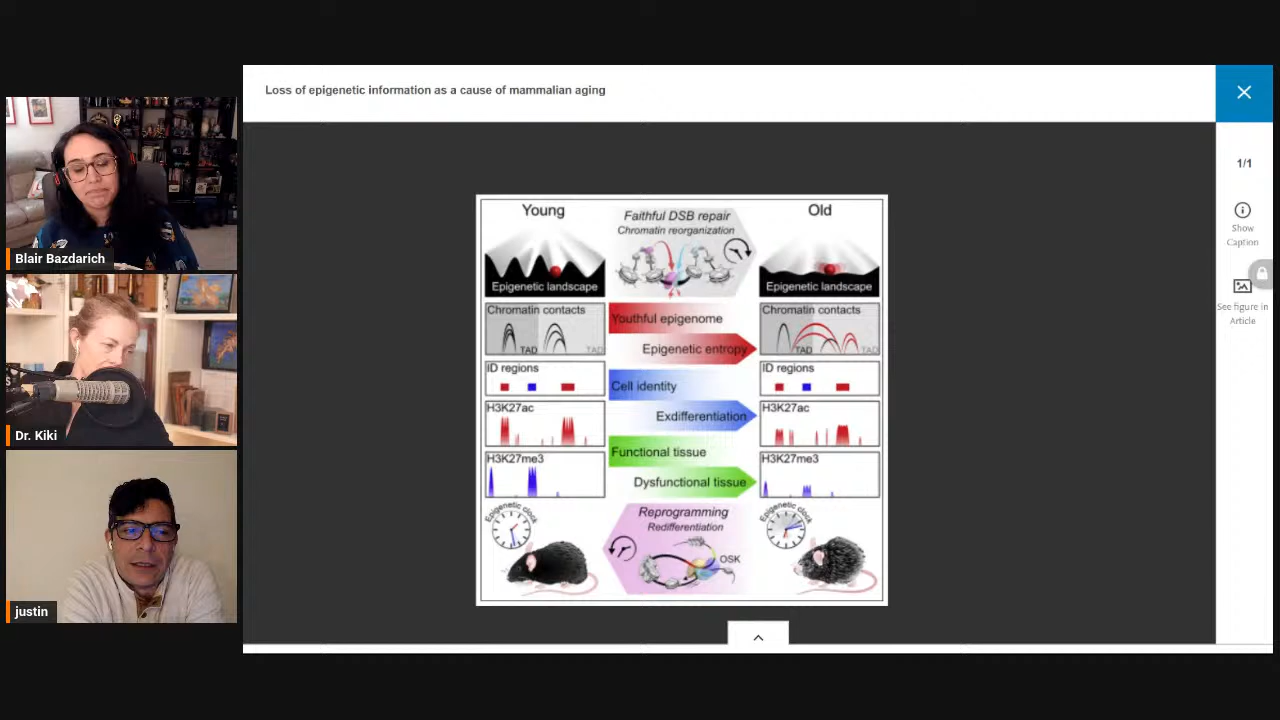 Loss of epigenetic information as a cause of mammalian aging
1/1
Show
Caption
See figure in
Article
Young
Faithful DSB repair
Chromatin reorganization
Old
Epigenetic landscape
Epigenetic landscape
Chromatin contacts
TAD
TAD
Youthful epigenome
Epigenetic entropy
Chromatin contacts
TAD
TAD
ID regions
Cell identity
ID regions
H3K27ac
Exdifferentiation
H3K27ac
H3K27me3
Functional tissue
Dysfunctional tissue
H3K27me3
Epigenetic clock
Reprogramming
Redifferentiation
OSK
Epigenetic clock
Blair Bazdarich
Dr. Kiki
justin